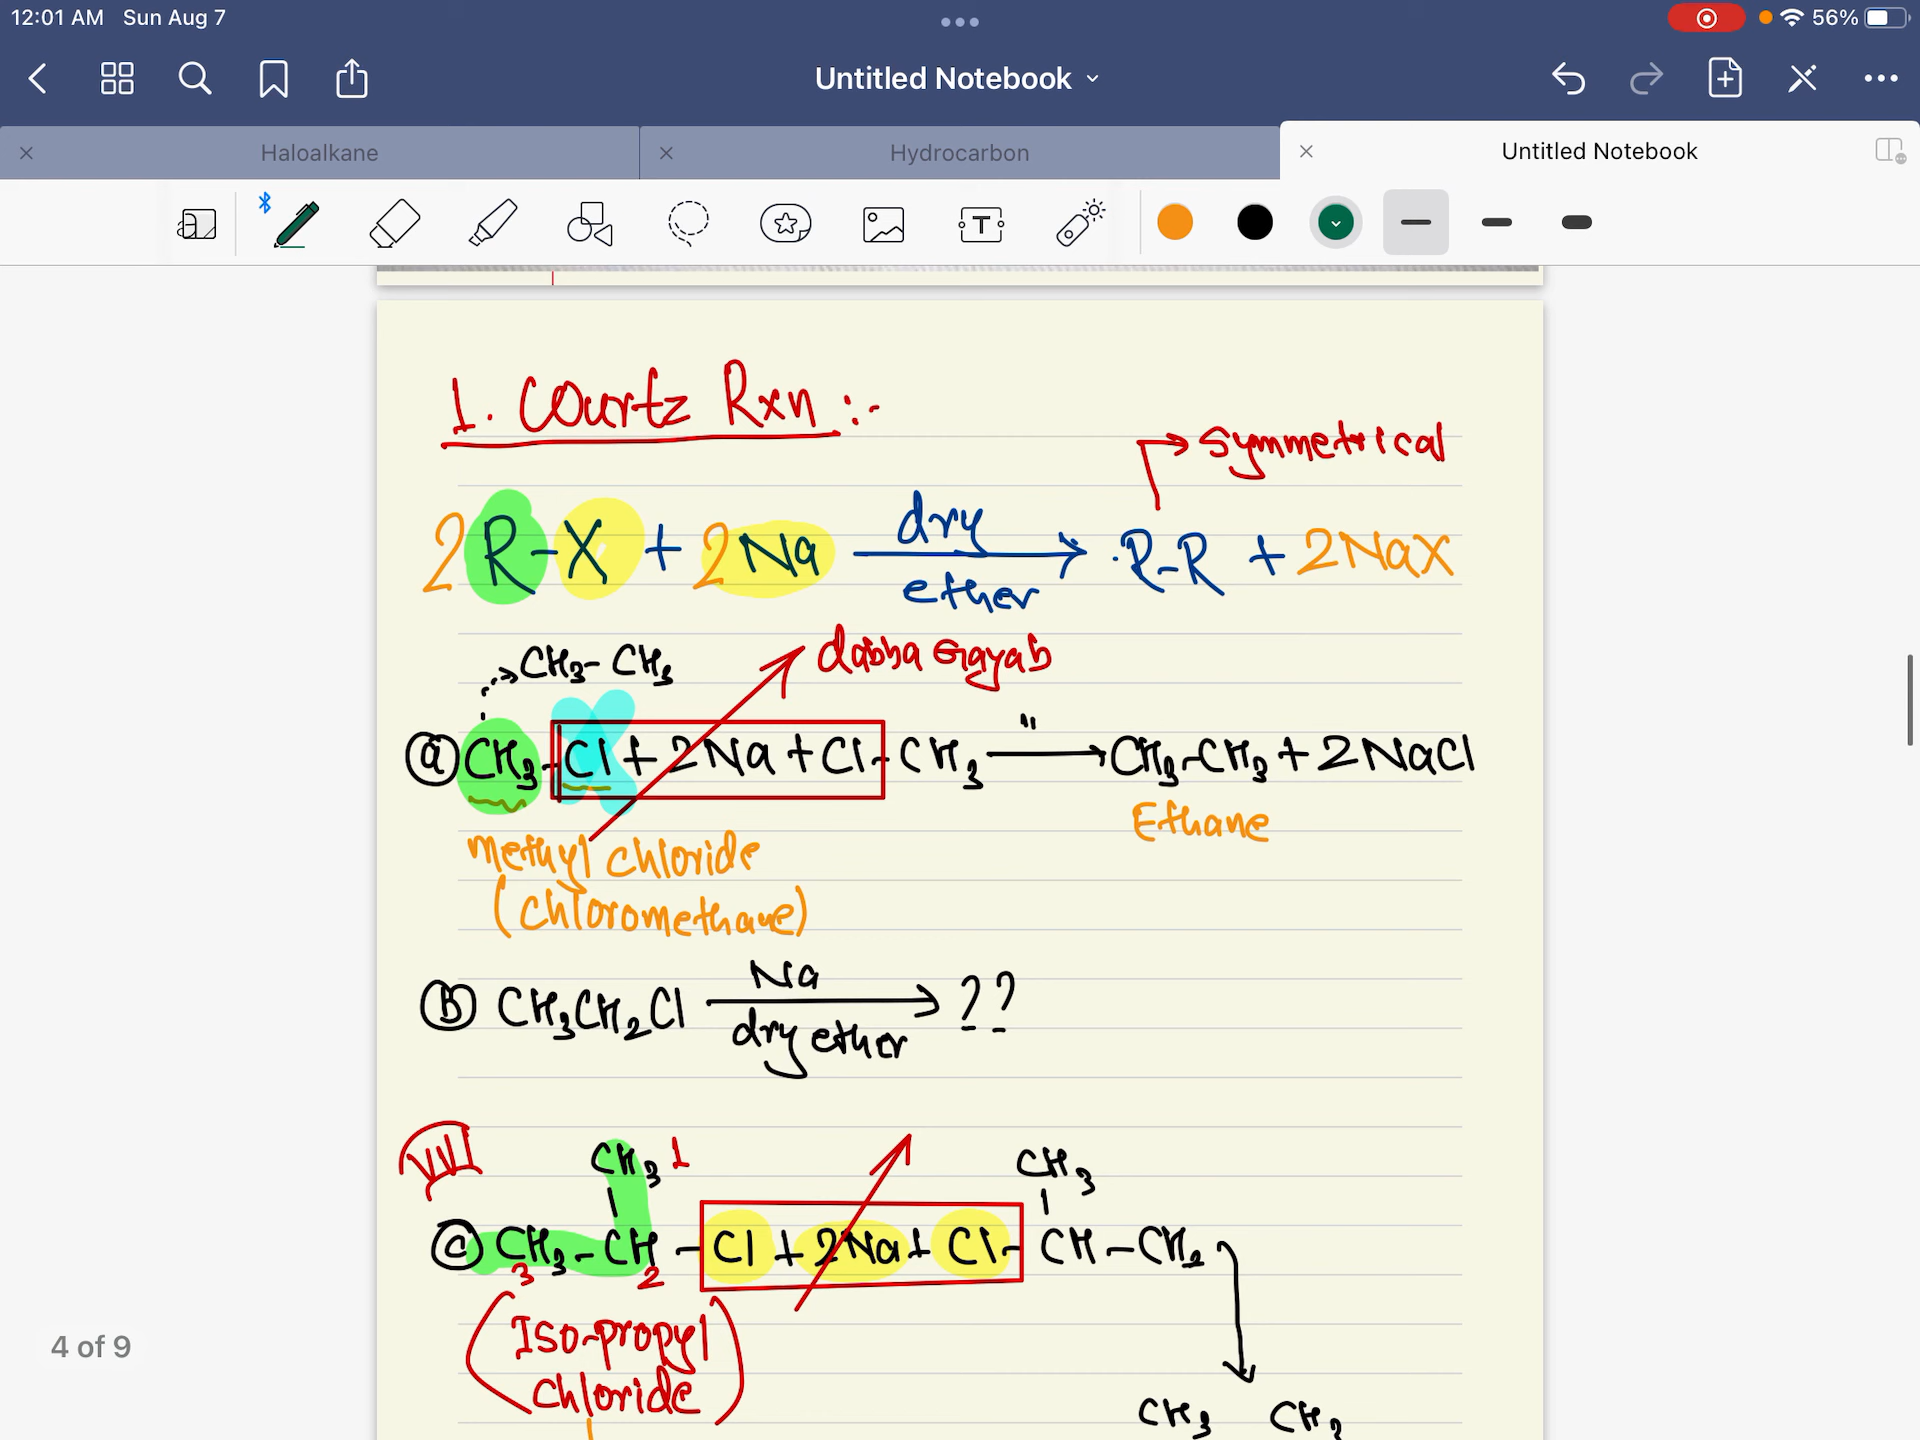 12:01 AM Sun Aug 7
56%
Untitled Notebook
Haloalkane
Hydrocarbon
Untitled Notebook
1. Wurtz Rxn :-
→ Symmetrical
2R-X + 2Na —dry ether→ R-R + 2NaX
→ CH3-CH3
dabba Gayab
(a) CH3-Cl + 2Na + Cl-CH3 —"→ CH3-CH3 + 2NaCl
Ethane
Methyl chloride
(chloromethane)
(b) CH3CH2Cl —Na dry ether→ ??
VVI
CH3 1
CH3
(c) CH3-CH-Cl + 2Na + Cl-CH-CH3
3 2
(Iso-propyl
chloride)
CH3 CH3
4 of 9